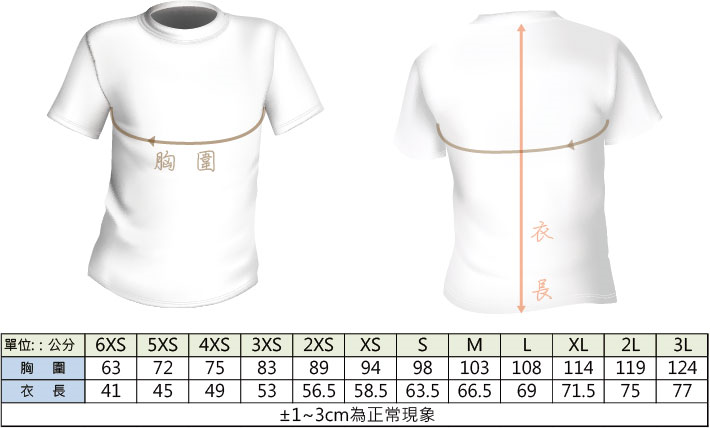 胸 圍
衣
長
單位:：公分 6XS 5XS 4XS 3XS 2XS XS S M L XL 2L 3L
胸 圍 63 72 75 83 89 94 98 103 108 114 119 124
衣 長 41 45 49 53 56.5 58.5 63.5 66.5 69 71.5 75 77
±1~3cm為正常現象